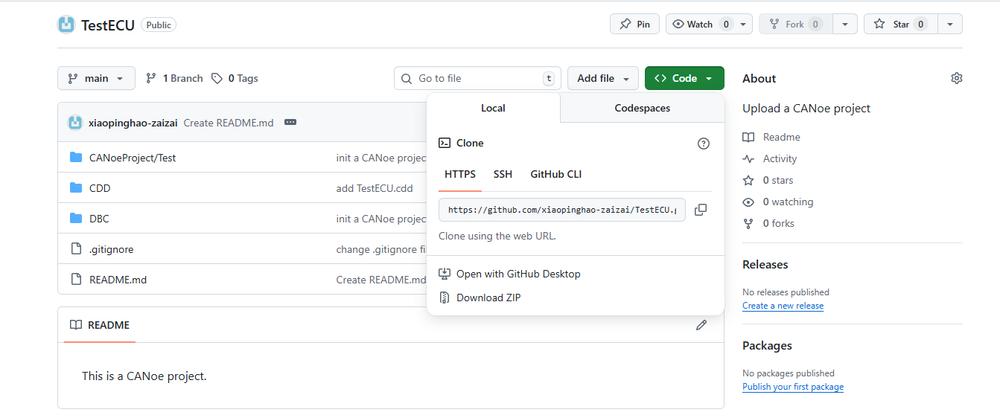 TestECU Public Pin Watch 0 Fork 0 Star 0
main 1 Branch 0 Tags Go to file t Add file Code
xiaopinghao-zaizai Create README.md
CANoeProject/Test init a CANoe projec
CDD add TestECU.cdd
DBC init a CANoe projec
.gitignore change .gitignore fi
README.md Create README.md
Local Codespaces
Clone
HTTPS SSH GitHub CLI
https://github.com/xiaopinghao-zaizai/TestECU.g
Clone using the web URL.
Open with GitHub Desktop
Download ZIP
README
This is a CANoe project.
About
Upload a CANoe project
Readme
Activity
0 stars
0 watching
0 forks
Releases
No releases published
Create a new release
Packages
No packages published
Publish your first package